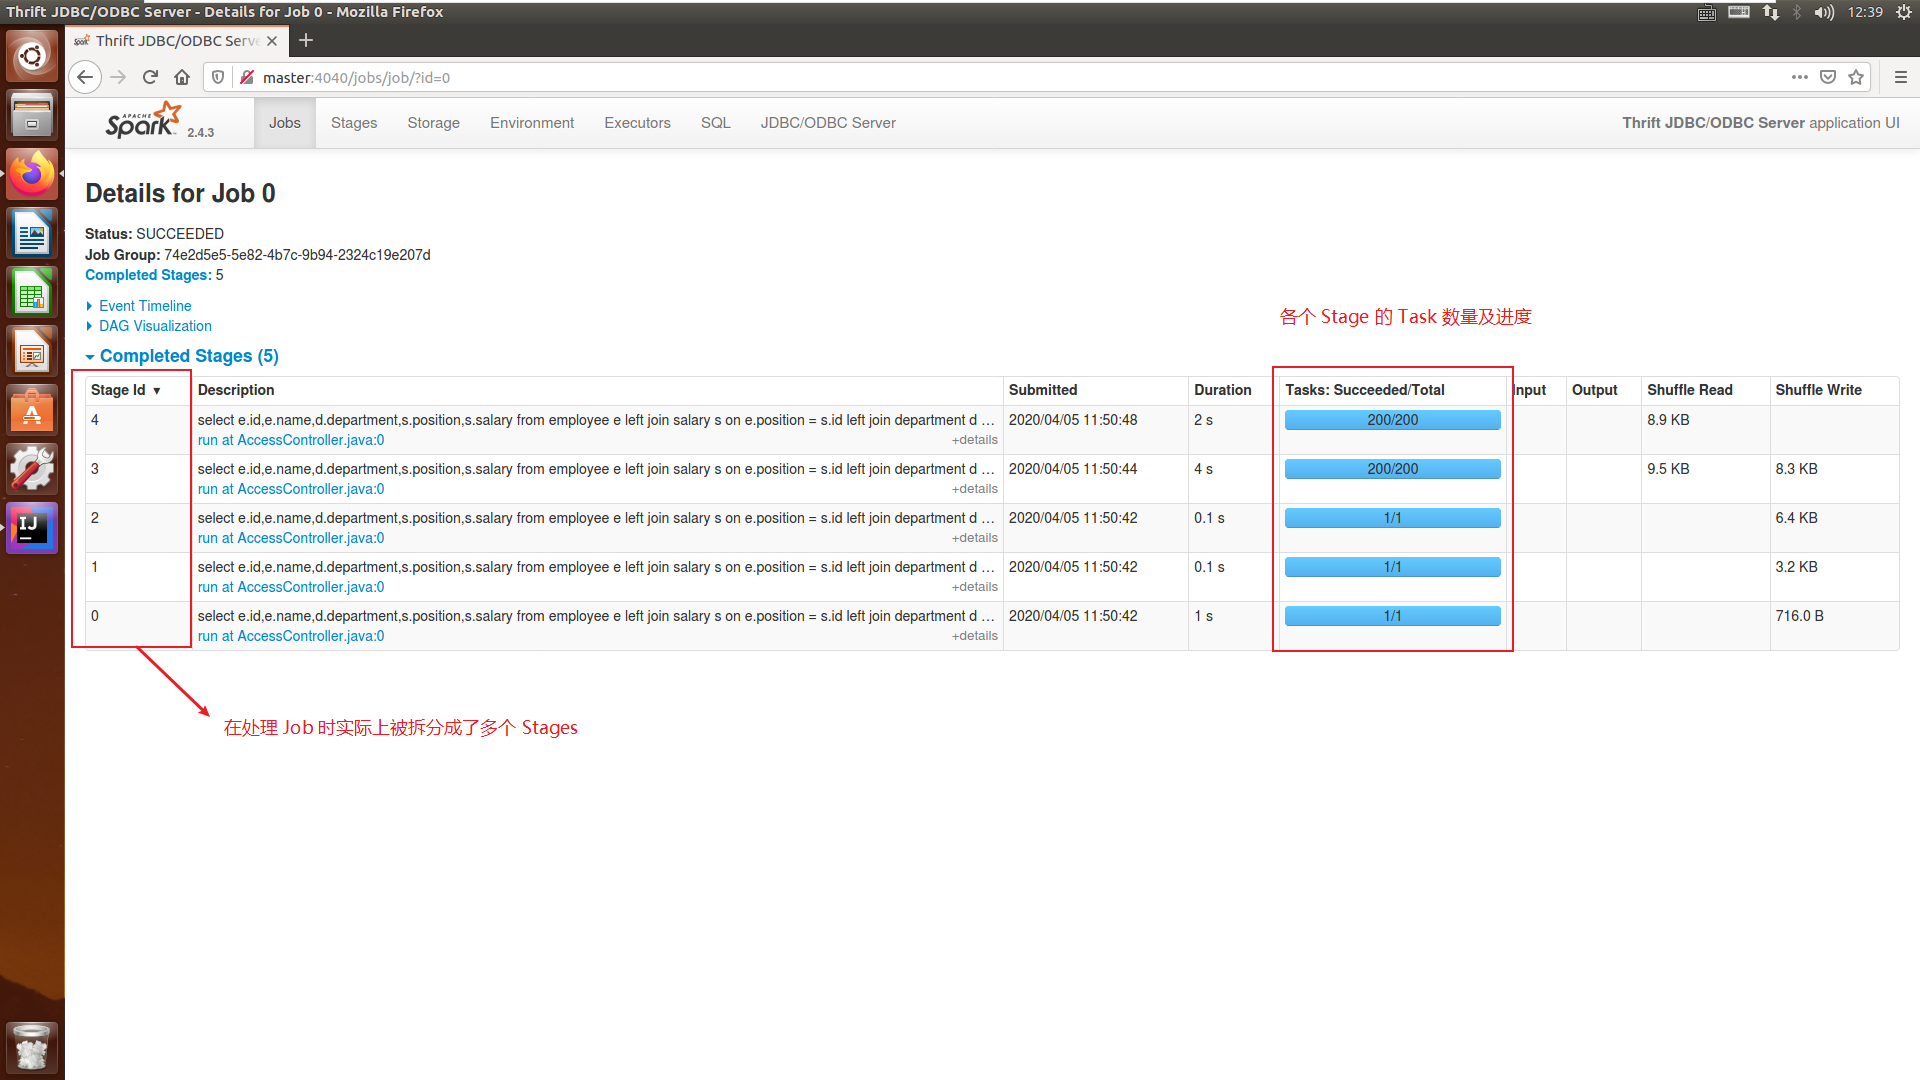 Thrift JDBC/ODBC Server - Details for Job 0 - Mozilla Firefox
12:39
Thrift JDBC/ODBC Serve
master:4040/jobs/job/?id=0
APACHE Spark 2.4.3
Jobs Stages Storage Environment Executors SQL JDBC/ODBC Server
Thrift JDBC/ODBC Server application UI
Details for Job 0
Status: SUCCEEDED
Job Group: 74e2d5e5-5e82-4b7c-9b94-2324c19e207d
Completed Stages: 5
Event Timeline
DAG Visualization
各个 Stage 的 Task 数量及进度
Completed Stages (5)
Stage Id ▾ Description Submitted Duration Tasks: Succeeded/Total Input Output Shuffle Read Shuffle Write
4 select e.id,e.name,d.department,s.position,s.salary from employee e left join salary s on e.position = s.id left join department d ... 2020/04/05 11:50:48 2 s 200/200 8.9 KB
run at AccessController.java:0 +details
3 select e.id,e.name,d.department,s.position,s.salary from employee e left join salary s on e.position = s.id left join department d ... 2020/04/05 11:50:44 4 s 200/200 9.5 KB 8.3 KB
run at AccessController.java:0 +details
2 select e.id,e.name,d.department,s.position,s.salary from employee e left join salary s on e.position = s.id left join department d ... 2020/04/05 11:50:42 0.1 s 1/1 6.4 KB
run at AccessController.java:0 +details
1 select e.id,e.name,d.department,s.position,s.salary from employee e left join salary s on e.position = s.id left join department d ... 2020/04/05 11:50:42 0.1 s 1/1 3.2 KB
run at AccessController.java:0 +details
0 select e.id,e.name,d.department,s.position,s.salary from employee e left join salary s on e.position = s.id left join department d ... 2020/04/05 11:50:42 1 s 1/1 716.0 B
run at AccessController.java:0 +details
在处理 Job 时实际上被拆分成了多个 Stages